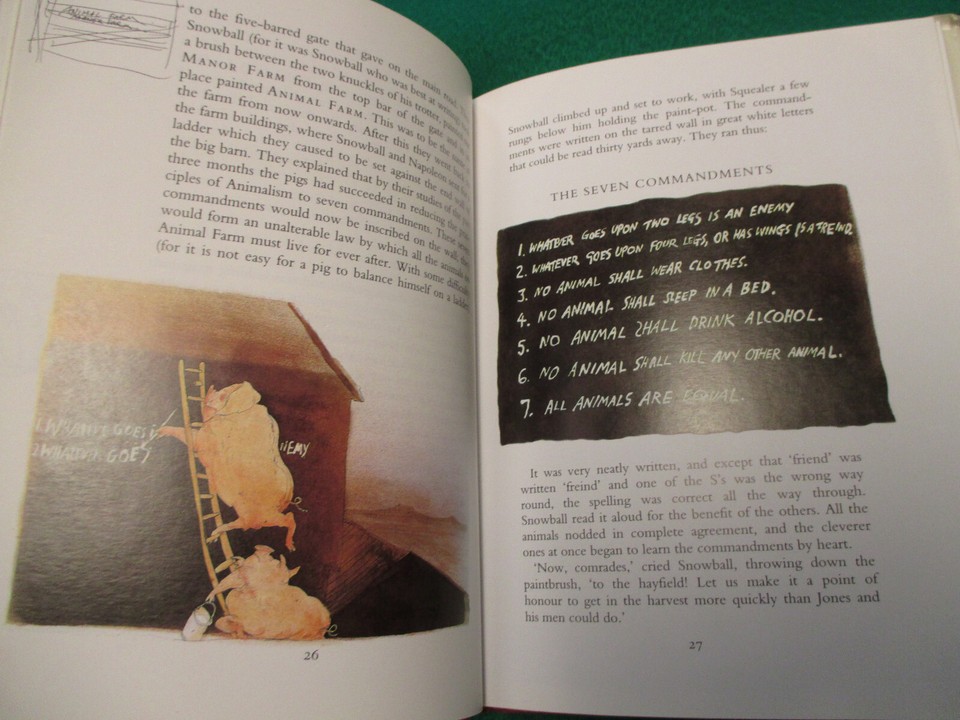 ANIMAL FARM
to the five-barred gate that gave on the main
Snowball (for it was Snowball who was best at
a brush between the two knuckles of his trotter, painted
MANOR FARM from the top bar of the gate and in
place painted ANIMAL FARM. This was to be the name of
the farm from now onwards. After this they went back to
the farm buildings, where Snowball and Napoleon sent for a
ladder which they caused to be set against the end wall of
the big barn. They explained that by their studies of the past
three months the pigs had succeeded in reducing the prin-
ciples of Animalism to seven commandments. These seven
commandments would now be inscribed on the wall; they
would form an unalterable law by which all the animals on
Animal Farm must live for ever after. With some difficulty
(for it is not easy for a pig to balance himself on a ladder)
1. WHATEVE GOES
2. WHATEVER GOES
NEMY
26
Snowball climbed up and set to work, with Squealer a few
rungs below him holding the paint-pot. The command-
ments were written on the tarred wall in great white letters
that could be read thirty yards away. They ran thus:
THE SEVEN COMMANDMENTS
1. WHATEVER GOES UPON TWO LEGS IS AN ENEMY
2. WHATEVER GOES UPON FOUR LEGS, OR HAS WINGS IS A FREIND.
3. NO ANIMAL SHALL WEAR CLOTHES.
4. NO ANIMAL SHALL SLEEP IN A BED.
5. NO ANIMAL SHALL DRINK ALCOHOL.
6. NO ANIMAL SHALL KILL ANY OTHER ANIMAL.
7. ALL ANIMALS ARE EQUAL.
It was very neatly written, and except that ‘friend’ was
written ‘freind’ and one of the S’s was the wrong way
round, the spelling was correct all the way through.
Snowball read it aloud for the benefit of the others. All the
animals nodded in complete agreement, and the cleverer
ones at once began to learn the commandments by heart.
‘Now, comrades,’ cried Snowball, throwing down the
paintbrush, ‘to the hayfield! Let us make it a point of
honour to get in the harvest more quickly than Jones and
his men could do.’
27